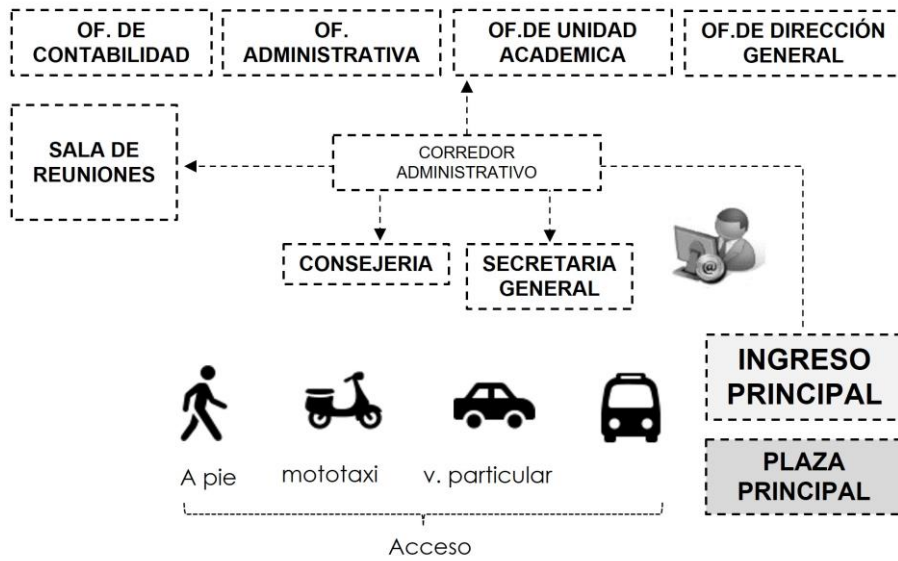 OF. DE
CONTABILIDAD
OF.
ADMINISTRATIVA
OF.DE UNIDAD
ACADEMICA
OF.DE DIRECCIÓN
GENERAL
SALA DE
REUNIONES
CORREDOR
ADMINISTRATIVO
CONSEJERIA
SECRETARIA
GENERAL
@
INGRESO
PRINCIPAL
PLAZA
PRINCIPAL
A pie
mototaxi
v. particular
Acceso